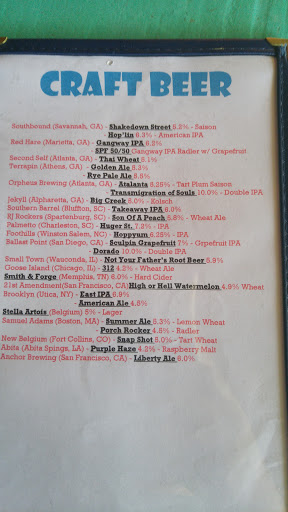 CRAFT BEER
Southbound (Savannah, GA) - Shakedown Street 5.2% - Saison
Hop'lin 6.3% - American IPA
Red Hare (Marietta, GA) - Gangway IPA 6.2%
SPF 50/50 Gangway IPA Radler w/ Grapefruit
Second Self (Atlanta, GA) - Thai Wheat 5.1%
Terrapin (Athens, GA) - Golden Ale 5.3%
Rye Pale Ale 5.5%
Orpheus Brewing (Atlanta, GA) - Atalanta 5.25% - Tart Plum Saison
Transmigration of Souls 10.0% - Double IPA
Jekyll (Alpharetta, GA) - Big Creek 5.0% - Kolsch
Southern Barrel (Bluffton, SC) - Takeaway IPA 6.0%
RJ Rockers (Spartenburg, SC) - Son Of A Peach 5.8% - Wheat Ale
Palmetto (Charleston, SC) - Huger St. 7.2% - IPA
Foothills (Winston Salem, NC) - Hoppyum 6.25% - IPA
Ballast Point (San Diego, CA) - Sculpin Grapefruit 7% - Grpefruit IPA
Dorado 10.0% - Double IPA
Small Town (Wauconda, IL) - Not Your Father's Root Beer 5.9%
Goose Island (Chicago, IL) - 312 4.2% - Wheat Ale
Smith & Forge (Memphis, TN) 6.0% - Hard Cider
21st Amendment(San Francisco, CA)High or Hell Watermelon 4.9% Wheat
Brooklyn (Utica, NY) - East IPA 6.9%
American Ale 4.5%
Stella Artois (Belgium) 5% - Lager
Samuel Adams (Boston, MA) - Summer Ale 5.3% - Lemon Wheat
Porch Rocker 4.5% - Radler
New Belgium (Fort Collins, CO) - Snap Shot 5.0% - Tart Wheat
Abita (Abita Spings, LA) - Purple Haze 4.2% - Raspberry Malt
Anchor Brewing (San Francisco, CA) - Liberty Ale 6.0%